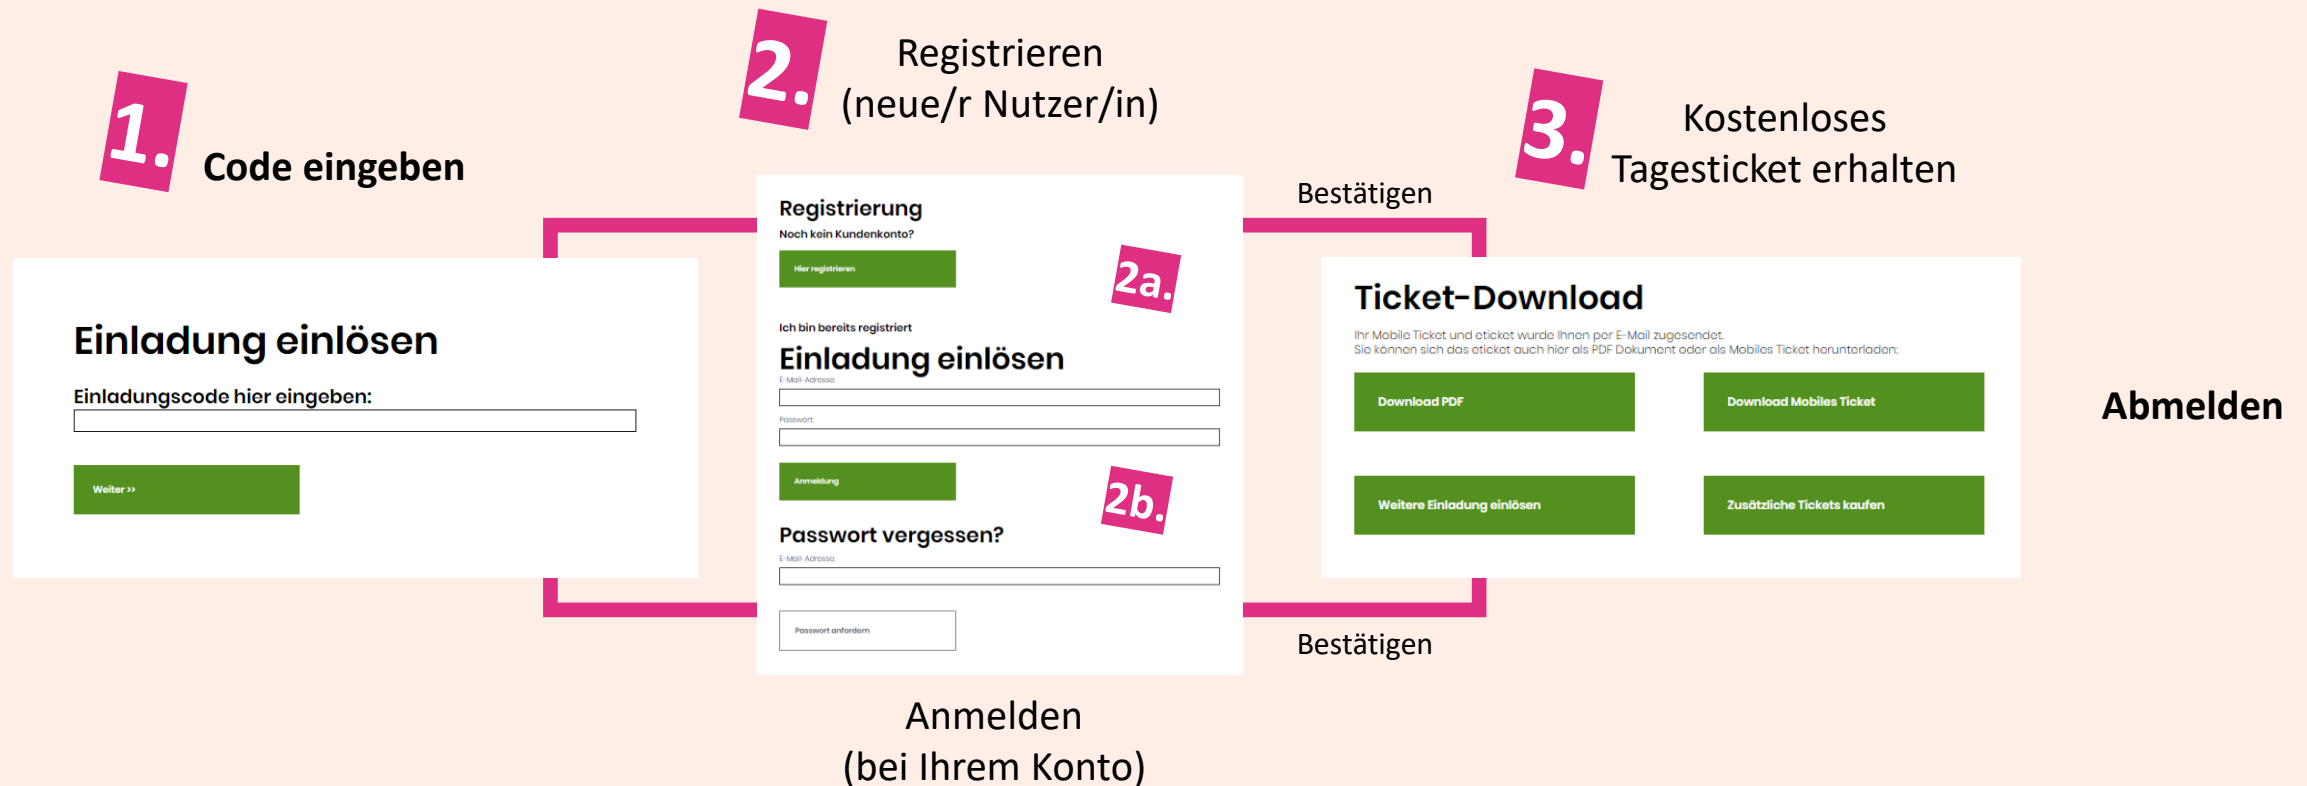 1.
Code eingeben
Einladung einlösen
Einladungscode hier eingeben:
Weiter >>
2.
Registrieren
(neue/r Nutzer/in)
Registrierung
Noch kein Kundenkonto?
Hier registrieren
2a.
Ich bin bereits registriert
Einladung einlösen
E-Mail-Adresse:
Passwort:
Anmeldung
2b.
Passwort vergessen?
E-Mail-Adresse:
Passwort anfordern
Anmelden
(bei Ihrem Konto)
Bestätigen
Bestätigen
3.
Kostenloses
Tagesticket erhalten
Ticket-Download
Ihr Mobile Ticket und eticket wurde Ihnen per E-Mail zugesendet.
Sie können sich das eticket auch hier als PDF Dokument oder als Mobiles Ticket herunterladen:
Download PDF
Download Mobiles Ticket
Weitere Einladung einlösen
Zusätzliche Tickets kaufen
Abmelden